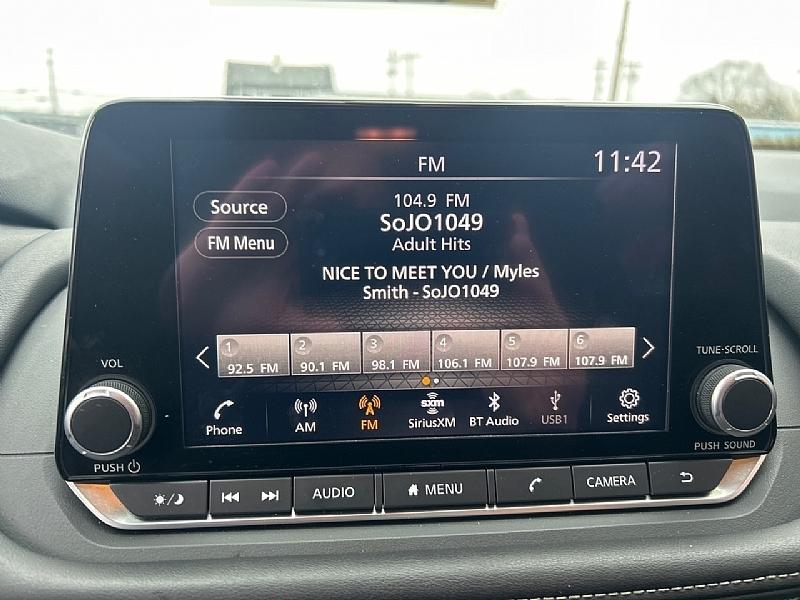 FM
11:42
Source
FM Menu
104.9 FM
SoJO1049
Adult Hits
NICE TO MEET YOU / Myles
Smith - SoJO1049
1 92.5 FM
2 90.1 FM
3 98.1 FM
4 106.1 FM
5 107.9 FM
6 107.9 FM
Phone
AM
FM
sxm
SiriusXM
BT Audio
USB1
Settings
VOL
PUSH
TUNE-SCROLL
PUSH SOUND
AUDIO
MENU
CAMERA